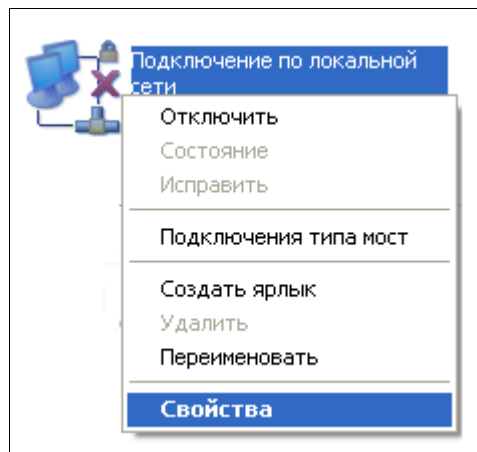 Подключение по локальной
сети
Отключить
Состояние
Исправить
Подключения типа мост
Создать ярлык
Удалить
Переименовать
Свойства